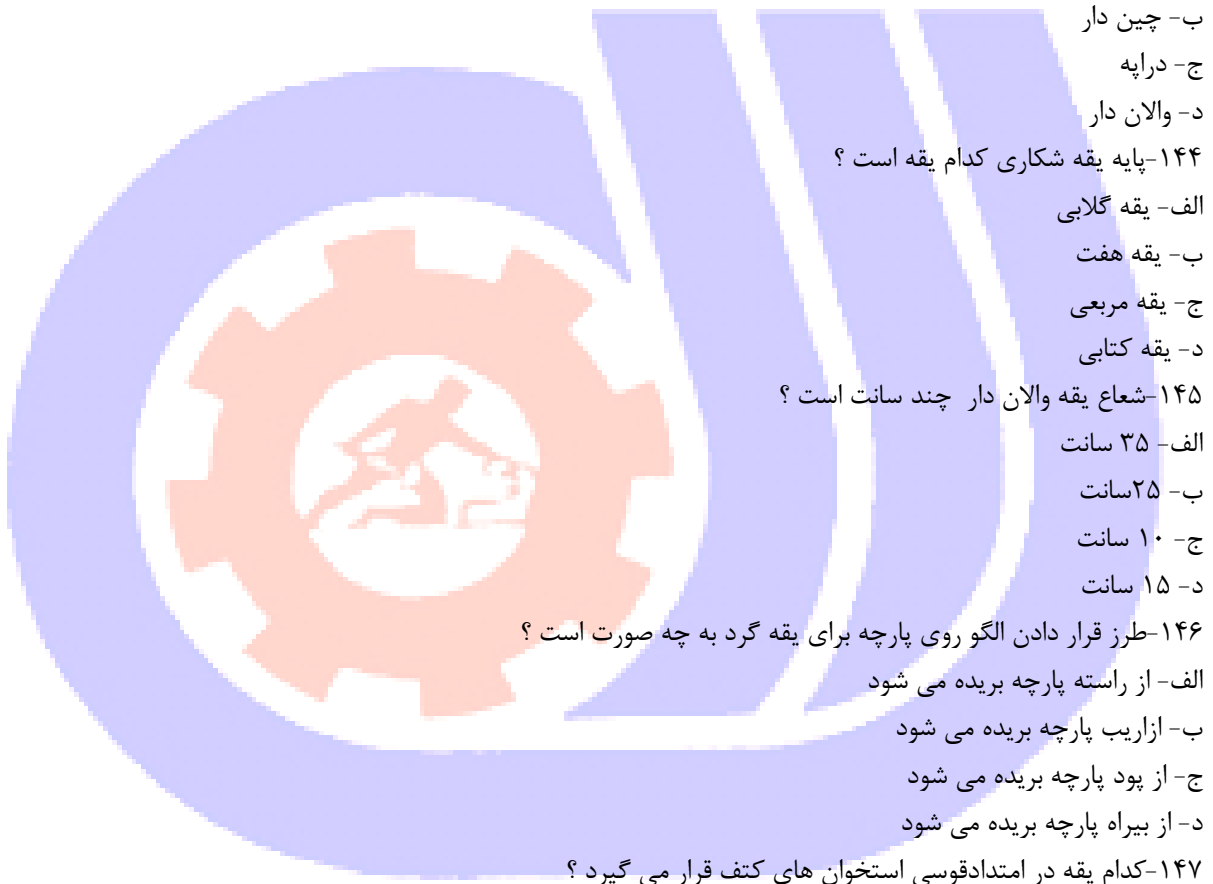 ب- چین دار
ج- دراپه
د- والان دار
۱۴۴-پایه یقه شکاری کدام یقه است ؟
الف- یقه گلابی
ب- یقه هفت
ج- یقه مربعی
د- یقه کتابی
۱۴۵-شعاع یقه والان دار چند سانت است ؟
الف- ۳۵ سانت
ب- ۲۵سانت
ج- ۱۰ سانت
د- ۱۵ سانت
۱۴۶-طرز قرار دادن الگو روی پارچه برای یقه گرد به چه صورت است ؟
الف- از راسته پارچه بریده می شود
ب- ازاریب پارچه بریده می شود
ج- از پود پارچه بریده می شود
د- از بیراه پارچه بریده می شود
۱۴۷-کدام یقه در امتدادقوسی استخوان های کتف قرار می گیرد ؟